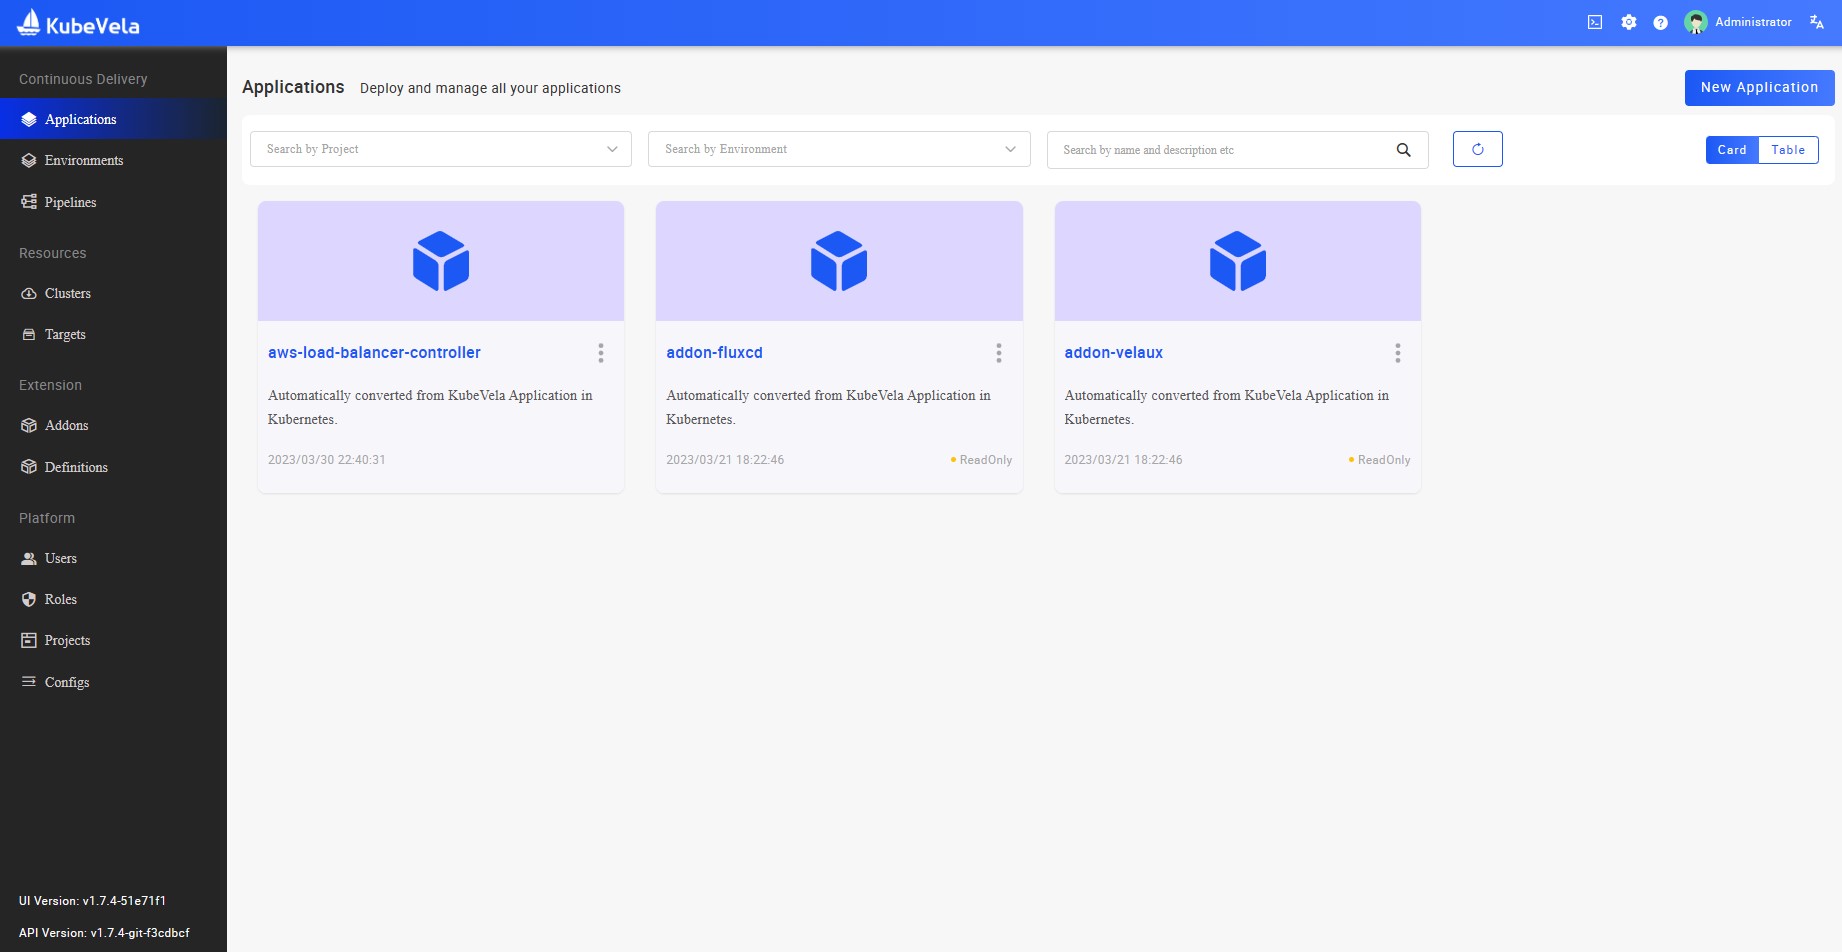 KubeVela
Administrator
Continuous Delivery
Applications
Environments
Pipelines
Resources
Clusters
Targets
Extension
Addons
Definitions
Platform
Users
Roles
Projects
Configs
UI Version: v1.7.4-51e71f1
API Version: v1.7.4-git-f3cdbcf
Applications Deploy and manage all your applications
New Application
Search by Project
Search by Environment
Search by name and description etc
Card
Table
aws-load-balancer-controller
Automatically converted from KubeVela Application in
Kubernetes.
2023/03/30 22:40:31
addon-fluxcd
Automatically converted from KubeVela Application in
Kubernetes.
2023/03/21 18:22:46
ReadOnly
addon-velaux
Automatically converted from KubeVela Application in
Kubernetes.
2023/03/21 18:22:46
ReadOnly